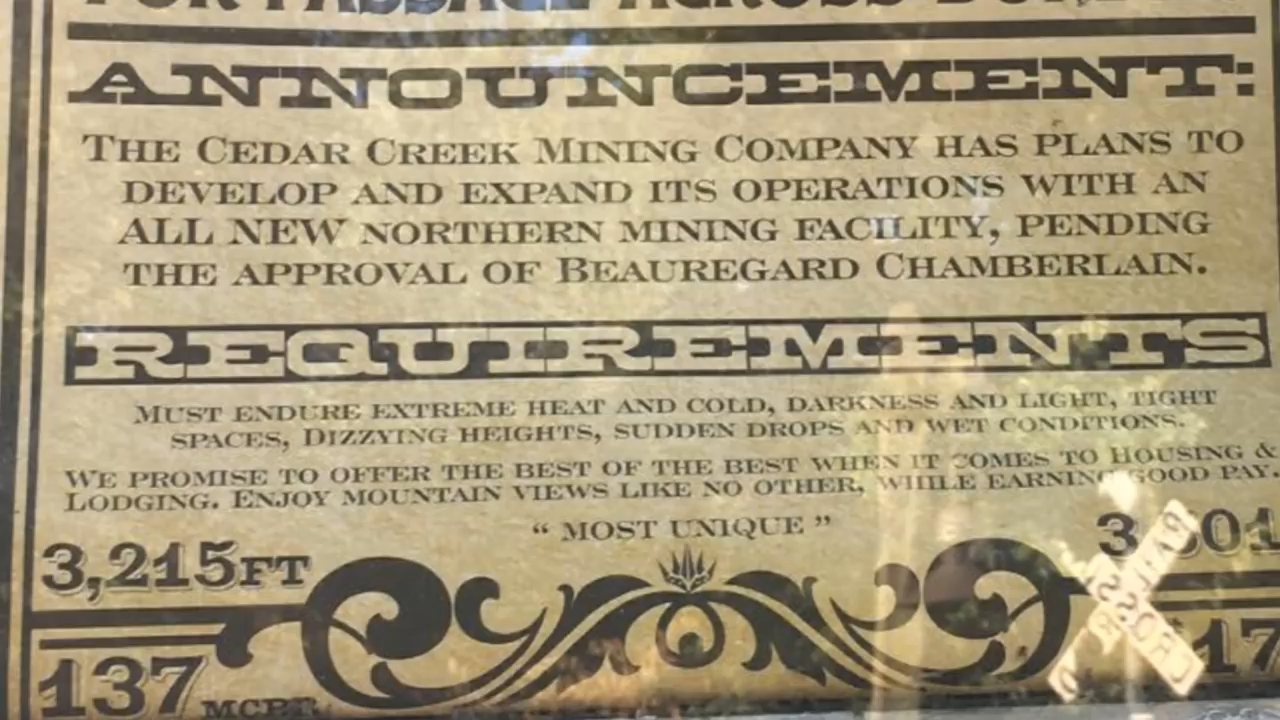 FOR PASSAGE ACROSS
ANNOUNCEMENT:
THE CEDAR CREEK MINING COMPANY HAS PLANS TO
DEVELOP AND EXPAND ITS OPERATIONS WITH AN
ALL NEW NORTHERN MINING FACILITY, PENDING
THE APPROVAL OF BEAUREGARD CHAMBERLAIN.
REQUIREMENTS
MUST ENDURE EXTREME HEAT AND COLD, DARKNESS AND LIGHT, TIGHT
SPACES, DIZZYING HEIGHTS, SUDDEN DROPS AND WET CONDITIONS.
WE PROMISE TO OFFER THE BEST OF THE BEST WHEN IT COMES TO HOUSING &
LODGING. ENJOY MOUNTAIN VIEWS LIKE NO OTHER, WHILE EARNING GOOD PAY.
“ MOST UNIQUE ”
3,215FT
137
17